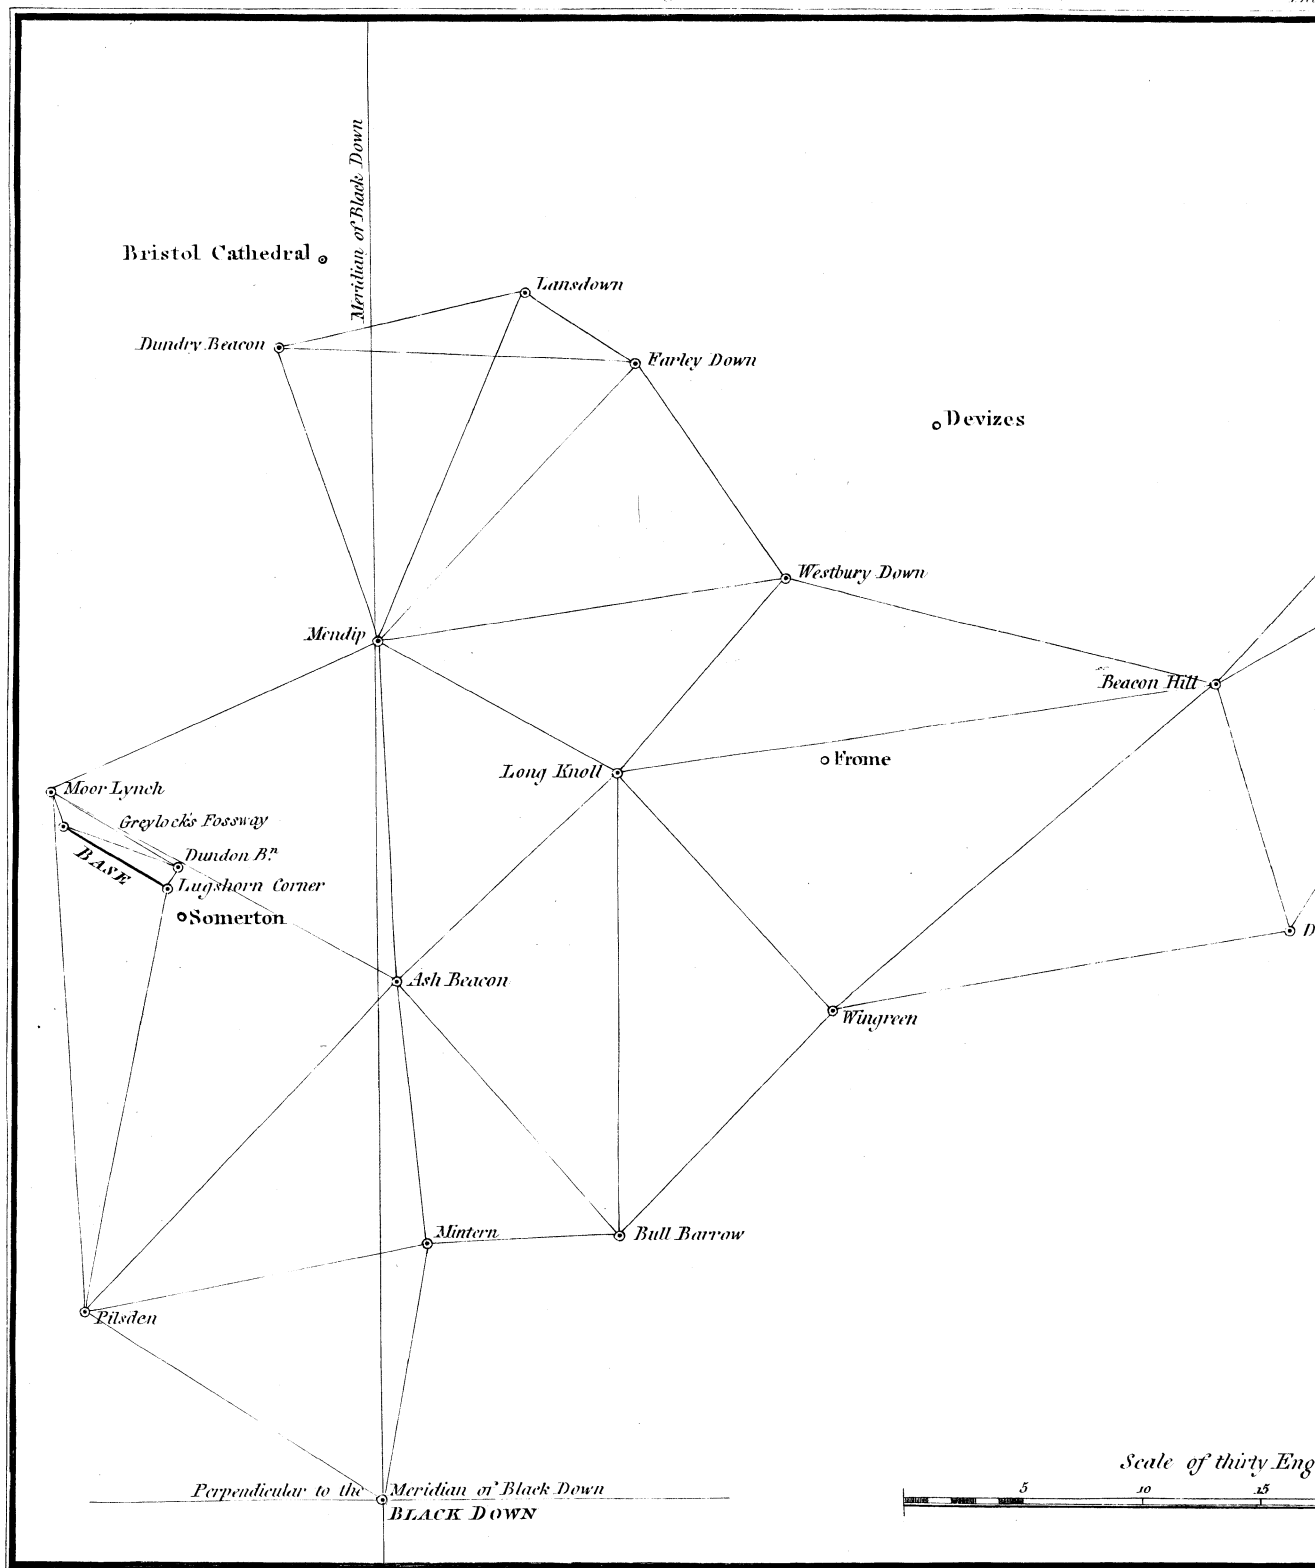 Meridian of Black Down
Bristol Cathedral
Lansdown
Dundry Beacon
Farley Down
Devizes
Westbury Down
Mendip
Beacon Hill
Frome
Long Knoll
Moor Lynch
Greylock's Fossway
BASE
Dundon Bn.
Lugshorn Corner
Somerton
D
Ash Beacon
Wingreen
Mintern
Bull Barrow
Pilsden
Scale of thirty Eng
Perpendicular to the Meridian of Black Down
5 10 15
BLACK DOWN